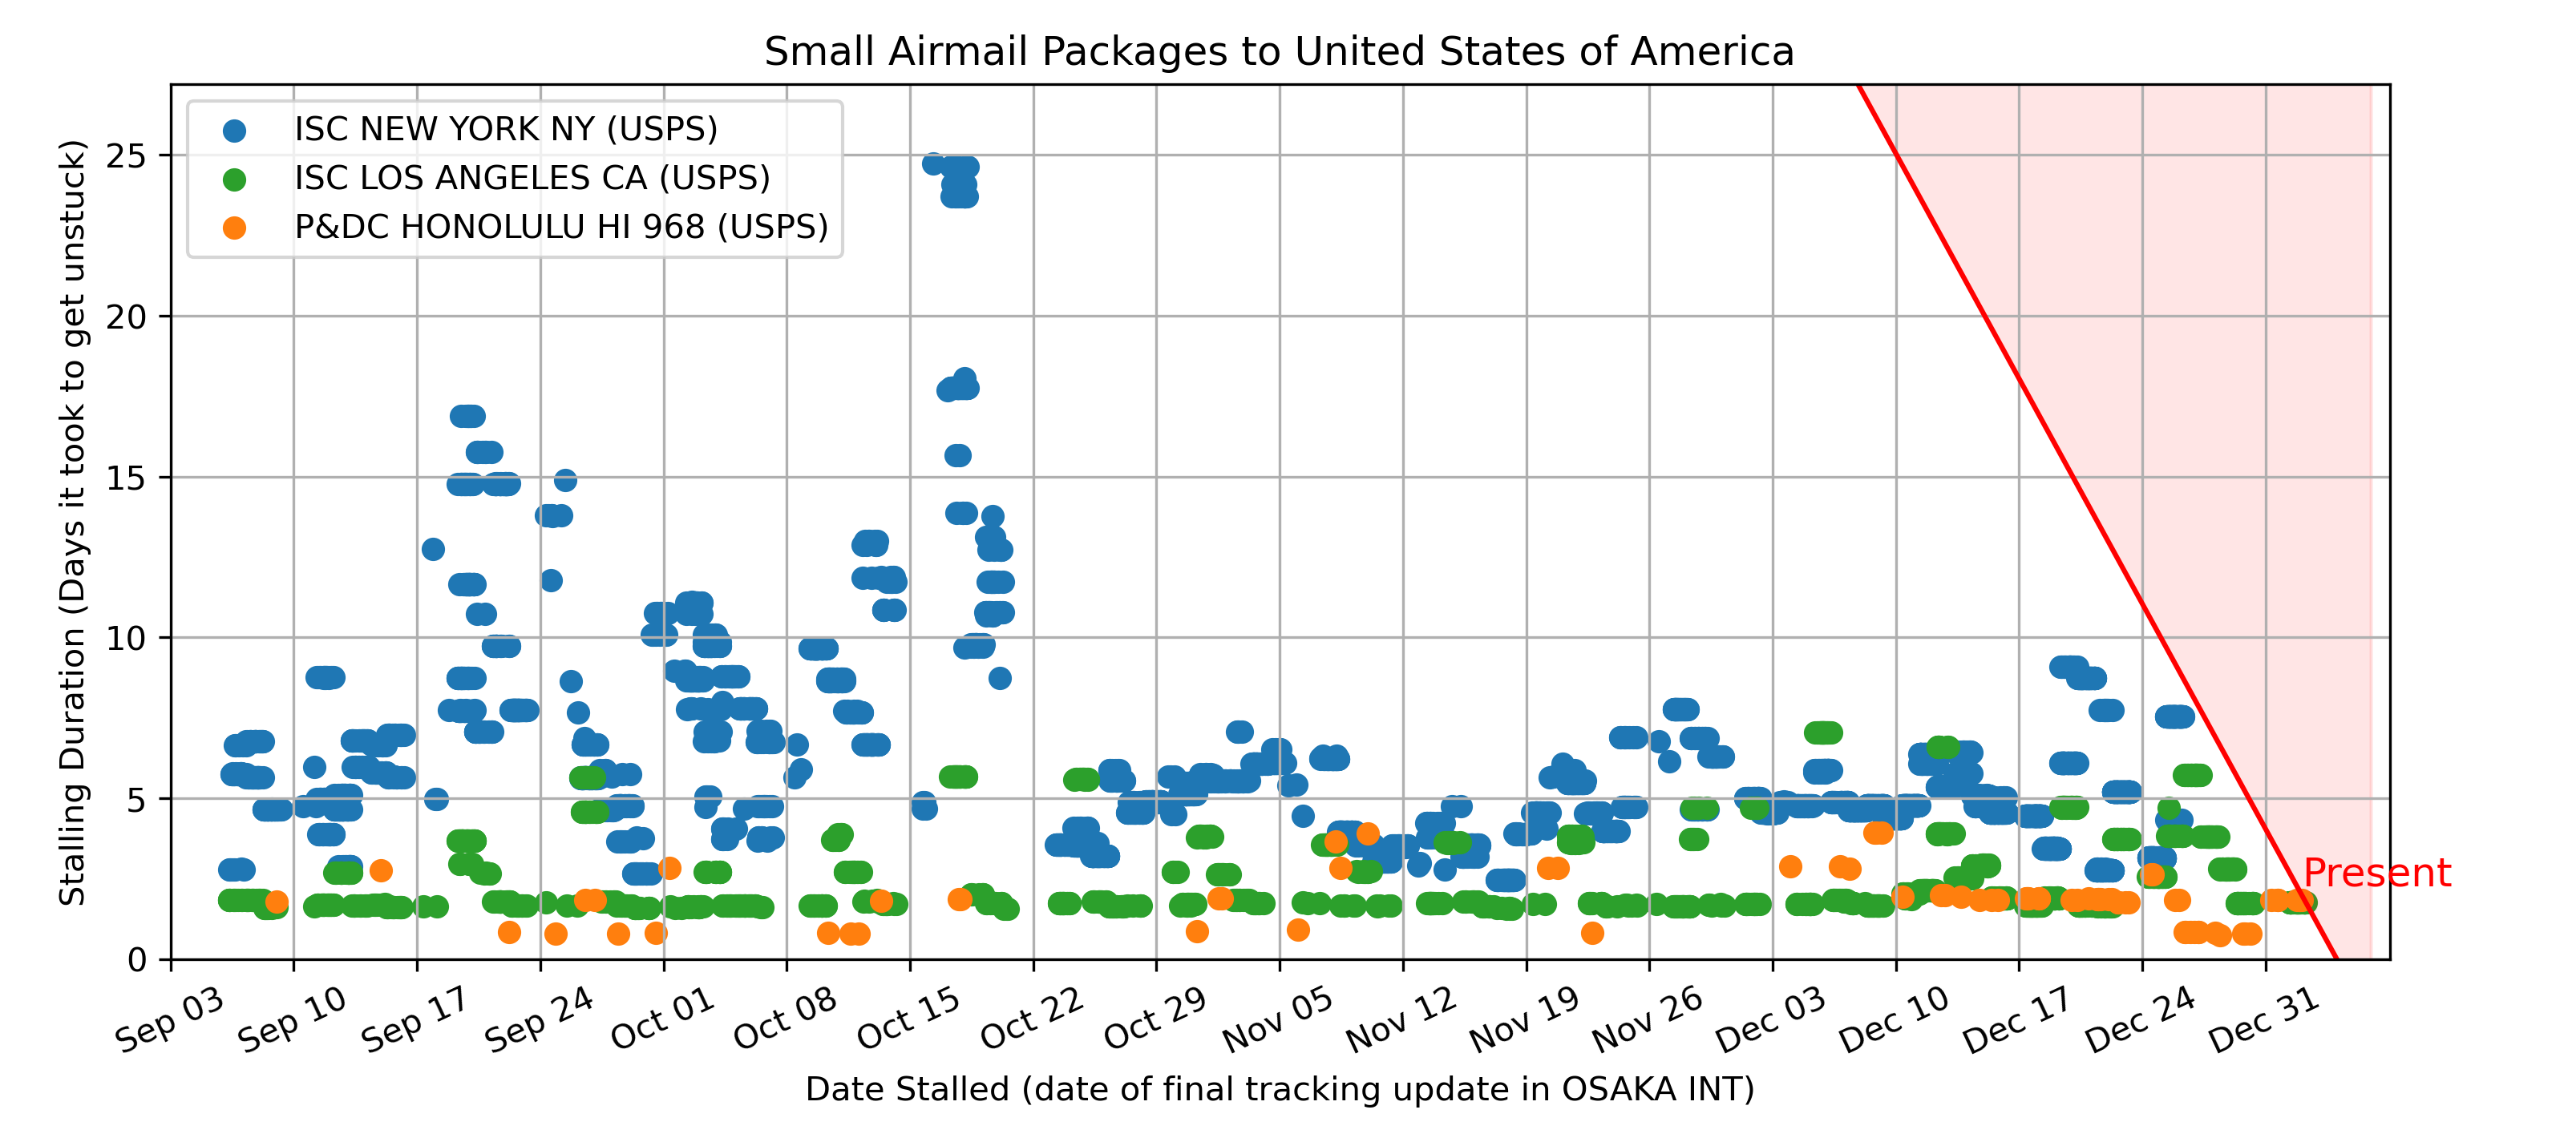 Small Airmail Packages to United States of America
ISC NEW YORK NY (USPS)
ISC LOS ANGELES CA (USPS)
P&DC HONOLULU HI 968 (USPS)
Stalling Duration (Days it took to get unstuck)
25
20
15
10
5
0
Present
Sep 03
Sep 10
Sep 17
Sep 24
Oct 01
Oct 08
Oct 15
Oct 22
Oct 29
Nov 05
Nov 12
Nov 19
Nov 26
Dec 03
Dec 10
Dec 17
Dec 24
Dec 31
Date Stalled (date of final tracking update in OSAKA INT)